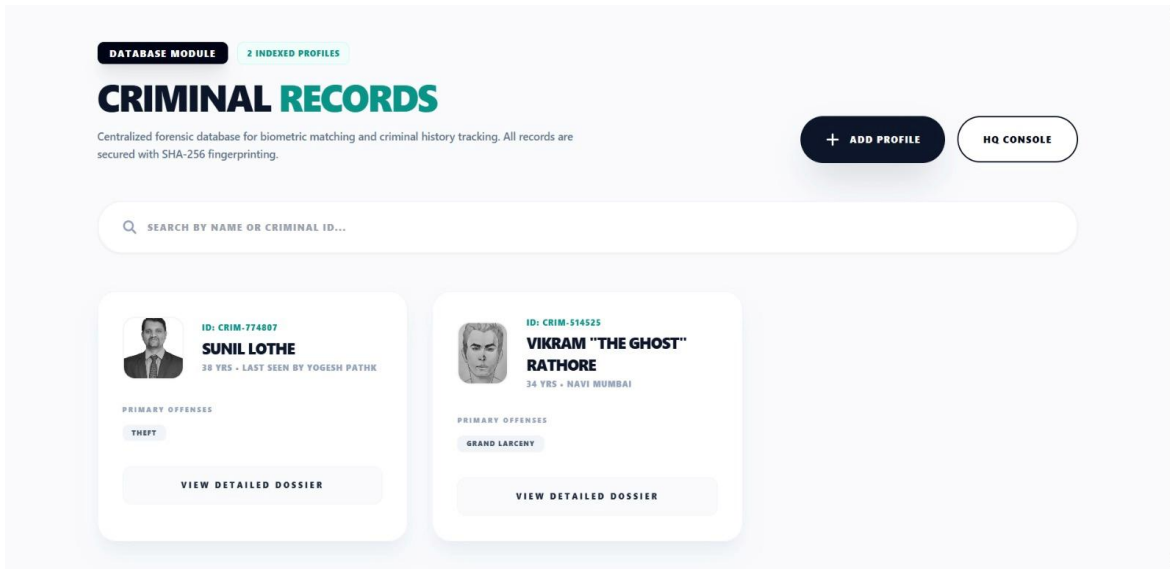 DATABASE MODULE
2 INDEXED PROFILES
CRIMINAL RECORDS
Centralized forensic database for biometric matching and criminal history tracking. All records are
secured with SHA-256 fingerprinting.
+ ADD PROFILE
HQ CONSOLE
SEARCH BY NAME OR CRIMINAL ID...
ID: CRIM-774807
SUNIL LOTHE
38 YRS • LAST SEEN BY YOGESH PATHK
PRIMARY OFFENSES
THEFT
VIEW DETAILED DOSSIER
ID: CRIM-514525
VIKRAM "THE GHOST"
RATHORE
34 YRS • NAVI MUMBAI
PRIMARY OFFENSES
GRAND LARCENY
VIEW DETAILED DOSSIER